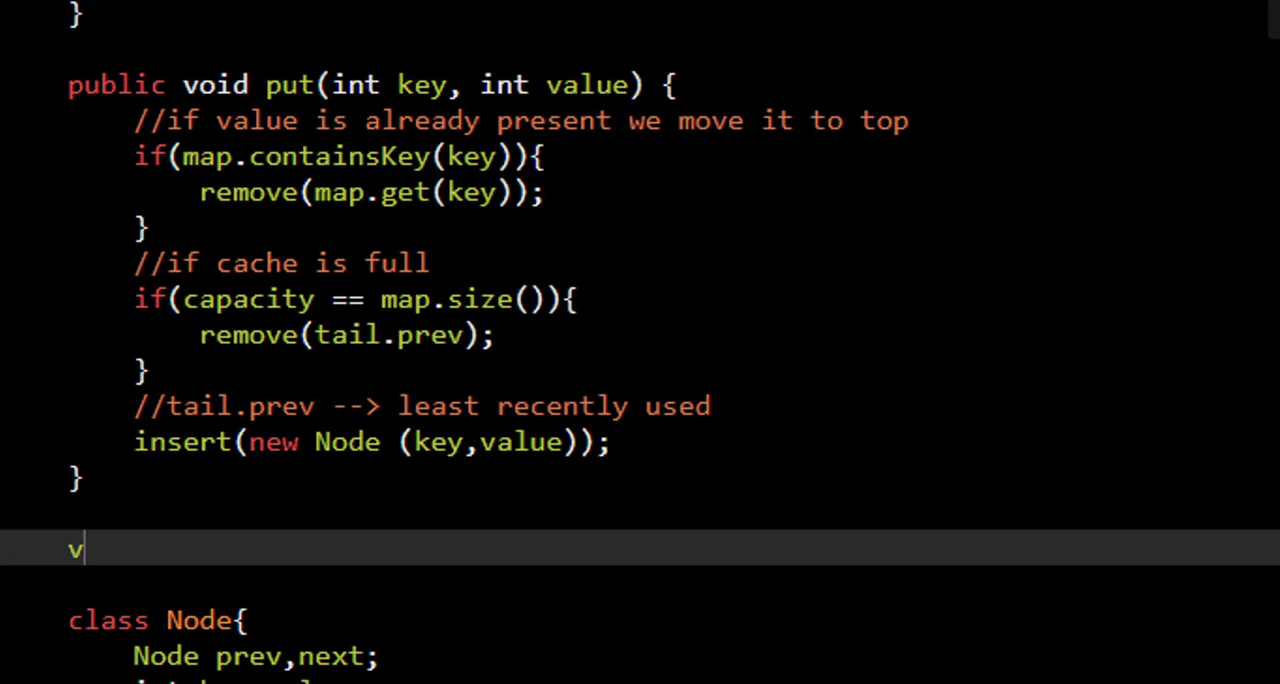 }
public void put(int key, int value) {
//if value is already present we move it to top
if(map.containsKey(key)){
remove(map.get(key));
}
//if cache is full
if(capacity == map.size()){
remove(tail.prev);
}
//tail.prev --> least recently used
insert(new Node (key,value));
}
v
class Node{
Node prev,next;